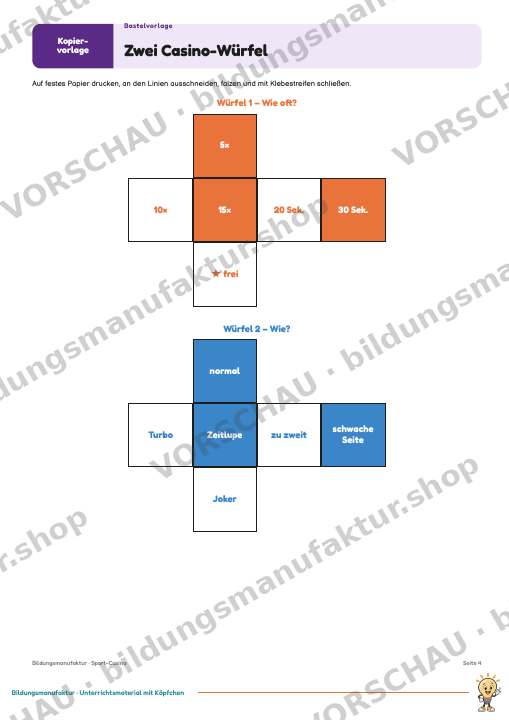 Kopier-
vorlage
Bastelvorlage
Zwei Casino-Würfel
Auf festes Papier drucken, an den Linien ausschneiden, falzen und mit Klebestreifen schließen.
Würfel 1 – Wie oft?
5x
10x
15x
20 Sek.
30 Sek.
★ frei
Würfel 2 – Wie?
normal
Turbo
Zeitlupe
zu zweit
schwache
Seite
Joker
VORSCHAU · bildungsmanufaktur.shop
Bildungsmanufaktur · Sport-Casino
Seite 4
Bildungsmanufaktur · Unterrichtsmaterial mit Köpfchen